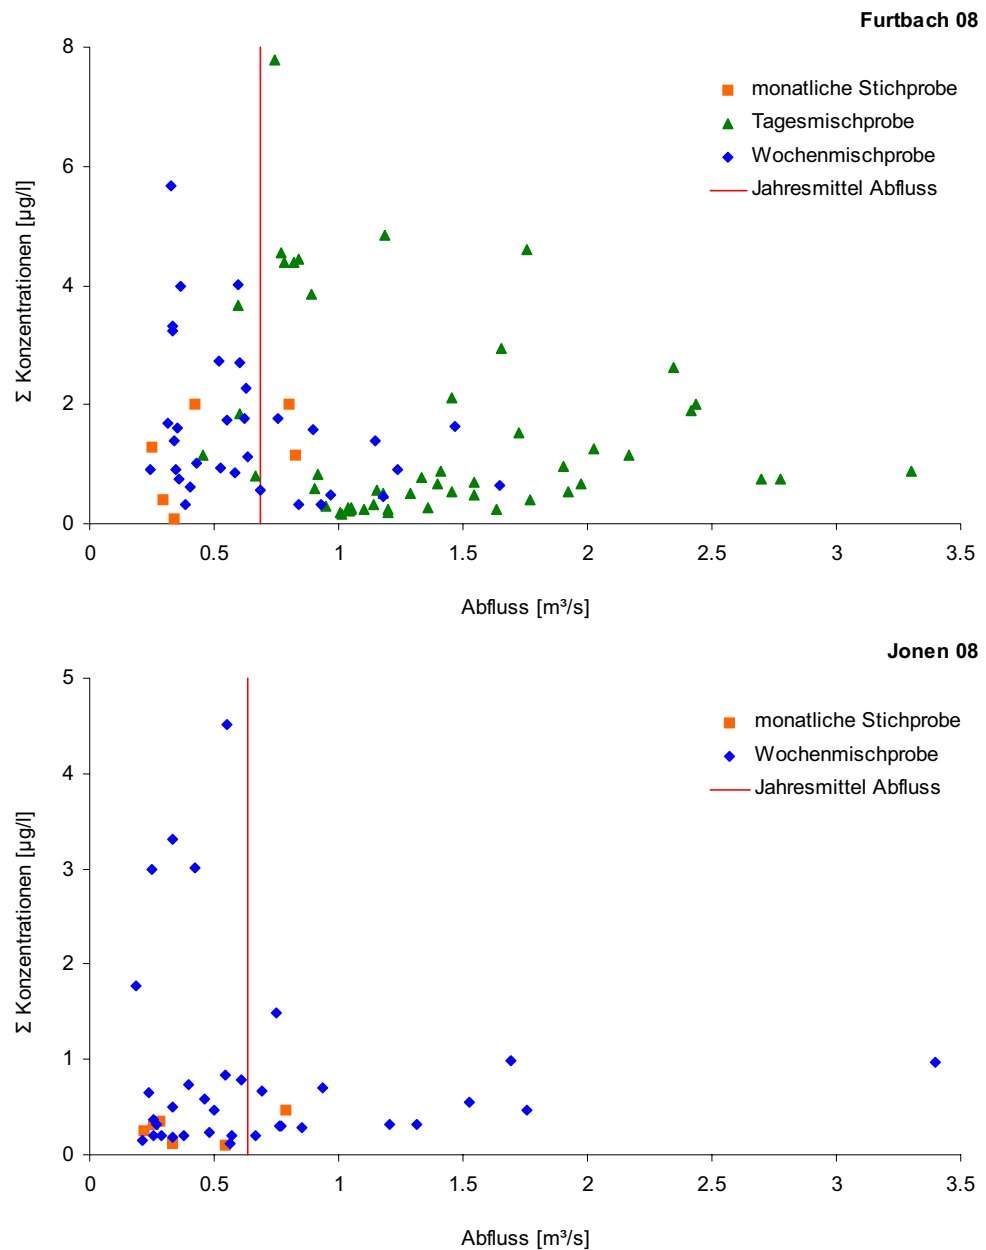 Furtbach 08
8
6
4
2
0
Σ Konzentrationen [µg/l]
monatliche Stichprobe
Tagesmischprobe
Wochenmischprobe
Jahresmittel Abfluss
0 0.5 1 1.5 2 2.5 3 3.5
Abfluss [m³/s]
Jonen 08
5
4
3
2
1
0
Σ Konzentrationen [µg/l]
monatliche Stichprobe
Wochenmischprobe
Jahresmittel Abfluss
0 0.5 1 1.5 2 2.5 3 3.5
Abfluss [m³/s]